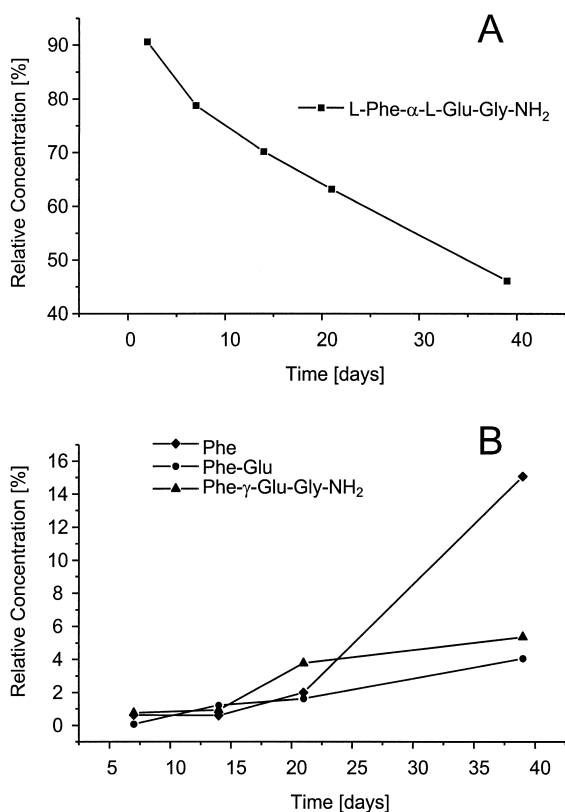 A
90
80
70
60
50
40
Relative Concentration [%]
L-Phe-α-L-Glu-Gly-NH₂
0 10 20 30 40
Time [days]
B
Phe
Phe-Glu
Phe-γ-Glu-Gly-NH₂
16
14
12
10
8
6
4
2
0
Relative Concentration [%]
5 10 15 20 25 30 35 40
Time [days]